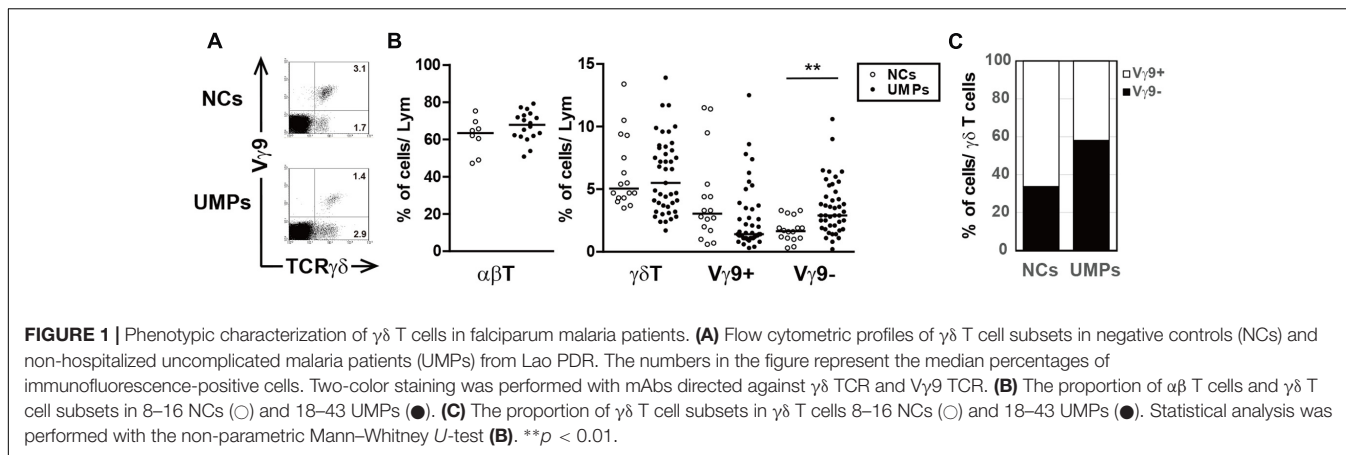 A
Vγ9
NCs
3.1
1.7
UMPs
1.4
2.9
TCRγδ
B
% of cells/ Lym
100
80
60
40
20
0
αβT
% of cells/ Lym
15
10
5
0
γδT
Vγ9+
Vγ9-
**
NCs
UMPs
C
% of cells/ γδ T cells
100
80
60
40
20
0
NCs
UMPs
Vγ9+
Vγ9-
FIGURE 1 | Phenotypic characterization of γδ T cells in falciparum malaria patients. (A) Flow cytometric profiles of γδ T cell subsets in negative controls (NCs) and
non-hospitalized uncomplicated malaria patients (UMPs) from Lao PDR. The numbers in the figure represent the median percentages of
immunofluorescence-positive cells. Two-color staining was performed with mAbs directed against γδ TCR and Vγ9 TCR. (B) The proportion of αβ T cells and γδ T
cell subsets in 8–16 NCs (○) and 18–43 UMPs (●). (C) The proportion of γδ T cell subsets in γδ T cells 8–16 NCs (○) and 18–43 UMPs (●). Statistical analysis was
performed with the non-parametric Mann–Whitney U-test (B). **p < 0.01.